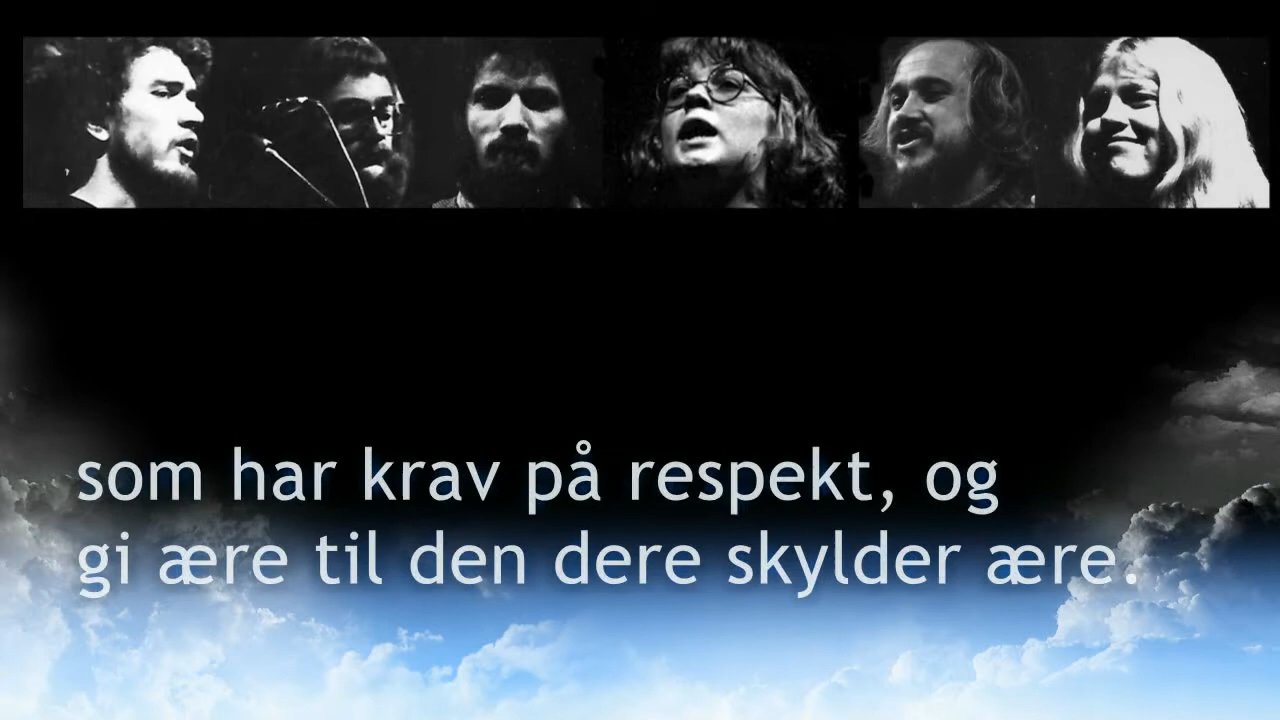 som har krav på respekt, og
gi ære til den dere skylder ære.